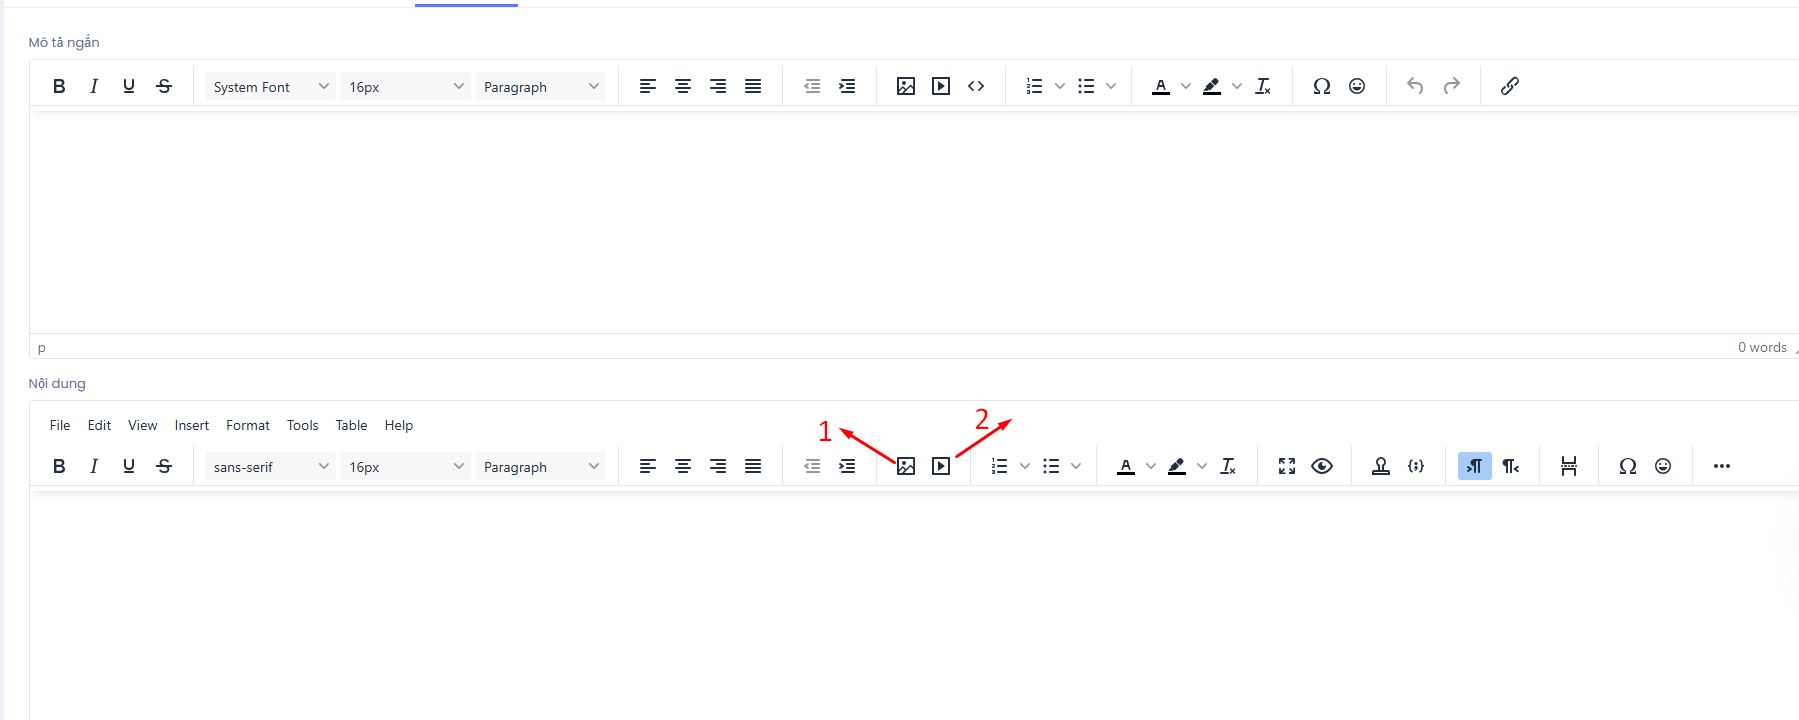 Mô tả ngắn
B I U S System Font 16px Paragraph A
p 0 words
Nội dung
File Edit View Insert Format Tools Table Help
1 2
B I U S sans-serif 16px Paragraph A